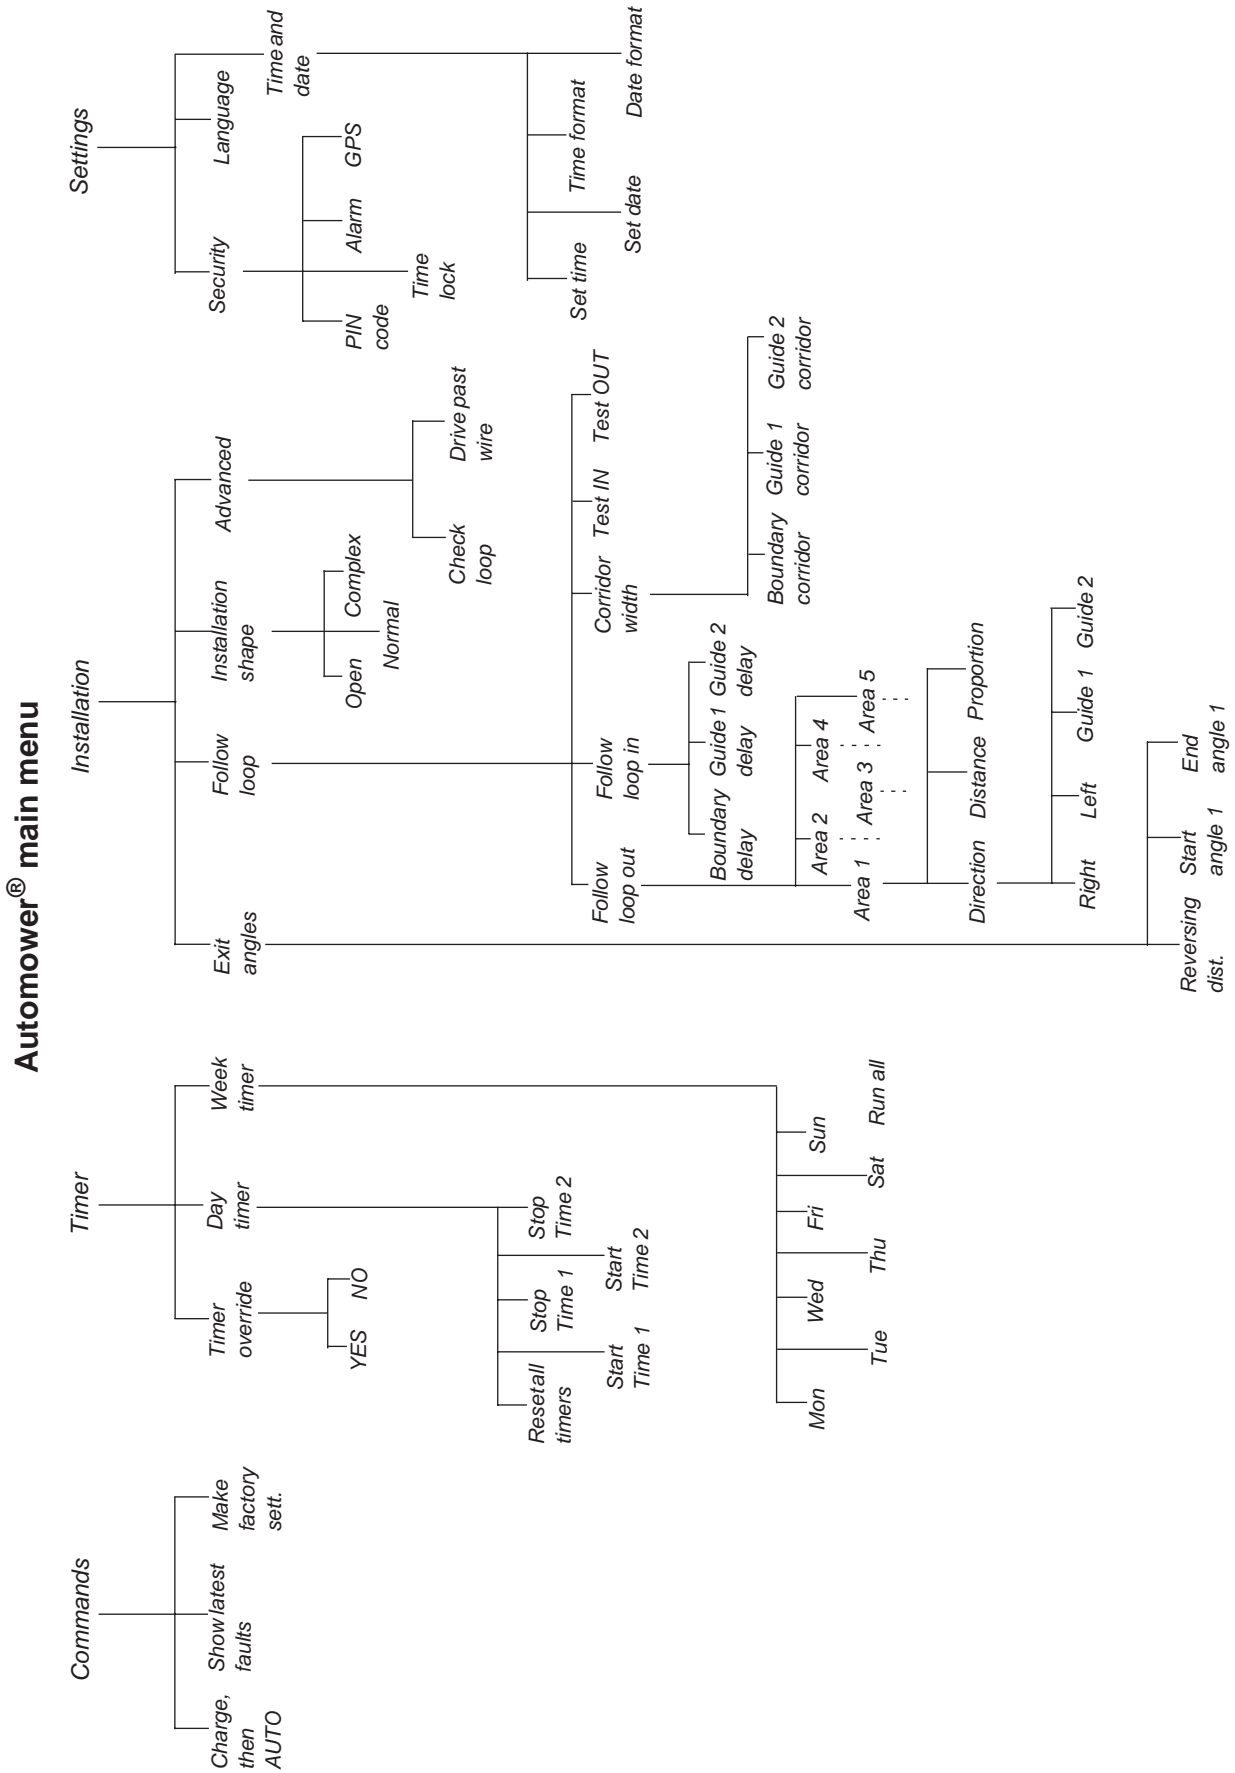 Automower® main menu
Commands
Charge,
then
AUTO
Show latest
faults
Make
factory
sett.
Timer
Timer
override
YES
NO
Day
timer
Reset all
timers
Start
Time 1
Stop
Time 1
Start
Time 2
Stop
Time 2
Week
timer
Mon
Tue
Wed
Thu
Fri
Sat
Sun
Run all
Installation
Exit
angles
Reversing
dist.
Start
angle 1
End
angle 1
Follow
loop
Follow
loop out
Area 1
Area 2
Area 3
Area 4
Area 5
Direction
Distance
Proportion
Right
Left
Guide 1
Guide 2
Follow
loop in
Boundary
delay
Guide 1
delay
Guide 2
delay
Corridor
width
Boundary
corridor
Guide 1
corridor
Guide 2
corridor
Test IN
Test OUT
Installation
shape
Open
Normal
Complex
Advanced
Check
loop
Drive past
wire
Settings
Security
PIN
code
Time
lock
Alarm
GPS
Language
Time and
date
Set time
Set date
Time format
Date format